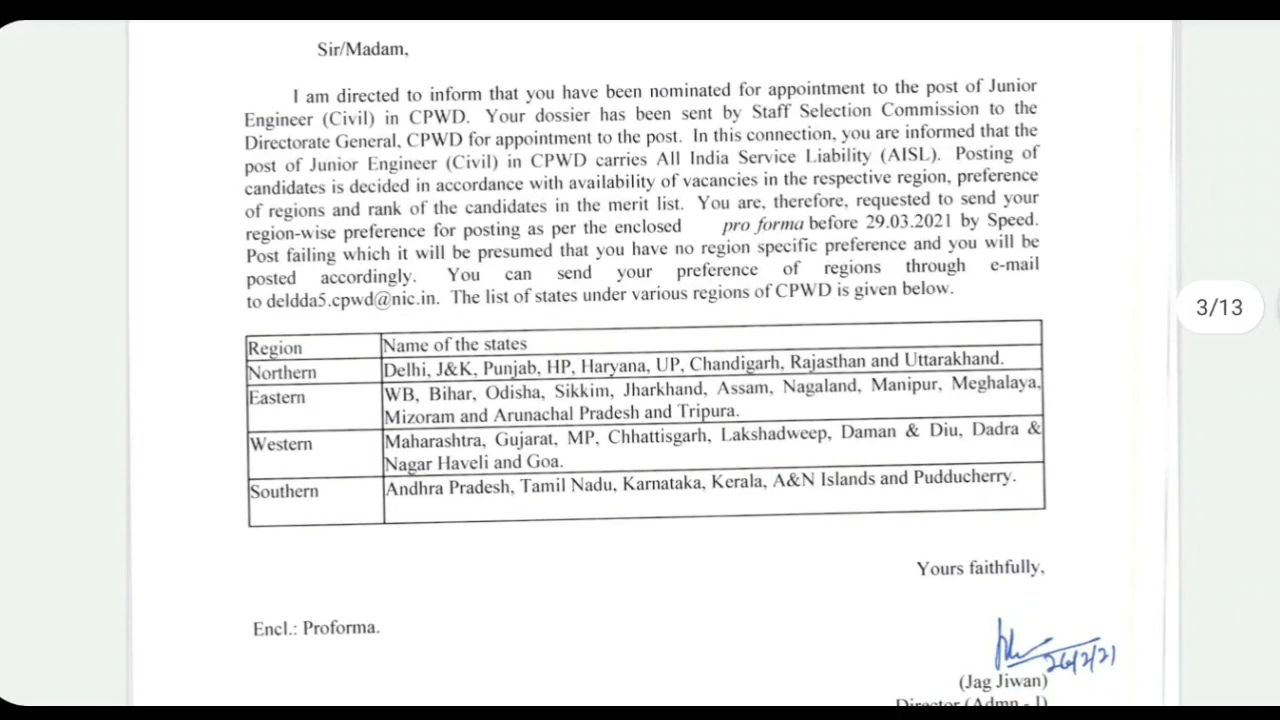 Sir/Madam,
I am directed to inform that you have been nominated for appointment to the post of Junior
Engineer (Civil) in CPWD. Your dossier has been sent by Staff Selection Commission to the
Directorate General, CPWD for appointment to the post. In this connection, you are informed that the
post of Junior Engineer (Civil) in CPWD carries All India Service Liability (AISL). Posting of
candidates is decided in accordance with availability of vacancies in the respective region, preference
of regions and rank of the candidates in the merit list. You are, therefore, requested to send your
region-wise preference for posting as per the enclosed pro forma before 29.03.2021 by Speed.
Post failing which it will be presumed that you have no region specific preference and you will be
posted accordingly. You can send your preference of regions through e-mail
to deldda5.cpwd@nic.in. The list of states under various regions of CPWD is given below.
Region Name of the states
Northern Delhi, J&K, Punjab, HP, Haryana, UP, Chandigarh, Rajasthan and Uttarakhand.
Eastern WB, Bihar, Odisha, Sikkim, Jharkhand, Assam, Nagaland, Manipur, Meghalaya,
Mizoram and Arunachal Pradesh and Tripura.
Western Maharashtra, Gujarat, MP, Chhattisgarh, Lakshadweep, Daman & Diu, Dadra &
Nagar Haveli and Goa.
Southern Andhra Pradesh, Tamil Nadu, Karnataka, Kerala, A&N Islands and Pudducherry.
Yours faithfully,
Encl.: Proforma.
26/2/21
(Jag Jiwan)
Director (Admn - I)
3/13